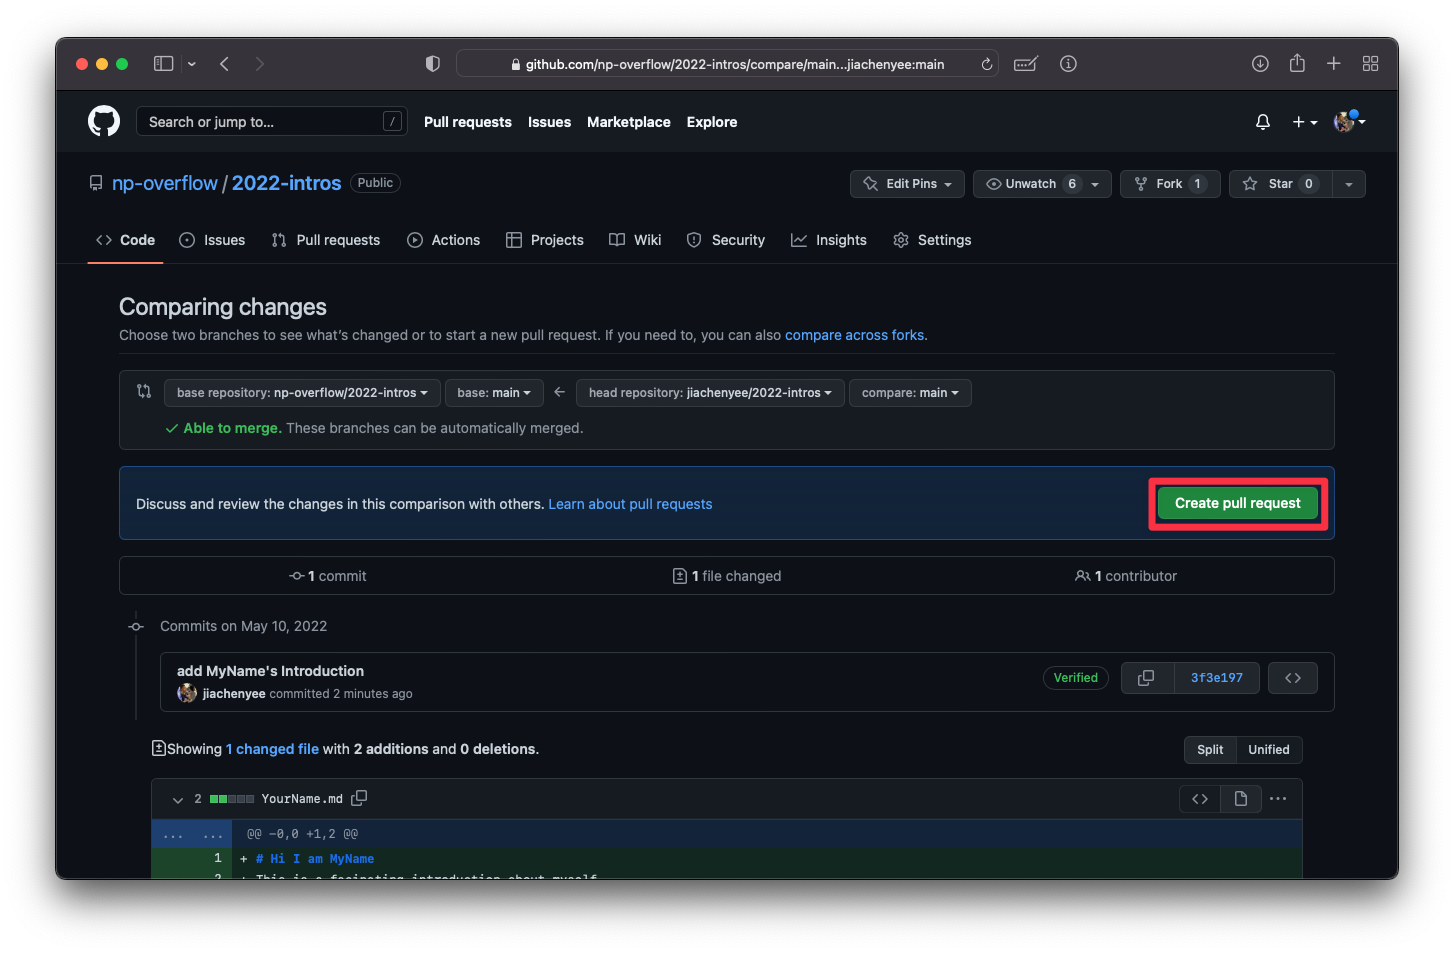 github.com/np-overflow/2022-intros/compare/main...jiachenyee:main
Search or jump to... /
Pull requests Issues Marketplace Explore
np-overflow / 2022-intros Public
Edit Pins Unwatch 6 Fork 1 Star 0
Code Issues Pull requests Actions Projects Wiki Security Insights Settings
Comparing changes
Choose two branches to see what's changed or to start a new pull request. If you need to, you can also compare across forks.
base repository: np-overflow/2022-intros base: main head repository: jiachenyee/2022-intros compare: main
Able to merge. These branches can be automatically merged.
Discuss and review the changes in this comparison with others. Learn about pull requests Create pull request
1 commit 1 file changed 1 contributor
Commits on May 10, 2022
add MyName's Introduction
jiachenyee committed 2 minutes ago
Verified 3f3e197
Showing 1 changed file with 2 additions and 0 deletions.
Split Unified
2 YourName.md
... ... @@ -0,0 +1,2 @@
1 + # Hi I am MyName
2 + This is a fascinating introduction about myself